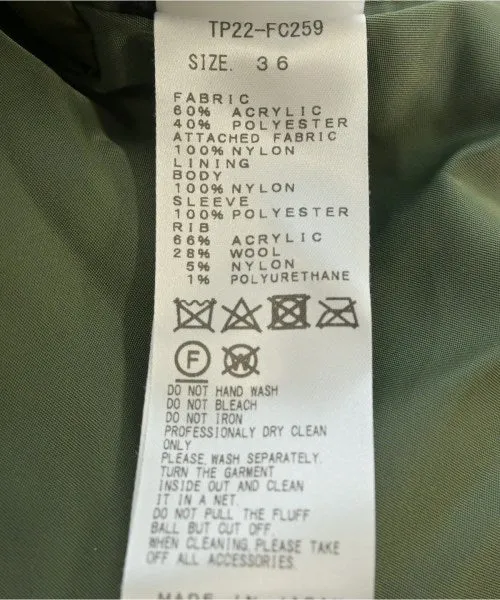 TP22-FC259
SIZE. 36
FABRIC
60% ACRYLIC
40% POLYESTER
ATTACHED FABRIC
100% NYLON
LINING
BODY
100% NYLON
SLEEVE
100% POLYESTER
RIB
66% ACRYLIC
28% WOOL
5% NYLON
1% POLYURETHANE
F W
DO NOT HAND WASH
DO NOT BLEACH
DO NOT IRON
PROFESSIONALY DRY CLEAN
ONLY
PLEASE WASH SEPARATELY.
TURN THE GARMENT
INSIDE OUT AND CLEAN
IT IN A NET.
DO NOT PULL THE FLUFF
BALL BUT CUT OFF.
WHEN CLEANING,PLEASE TAKE
OFF ALL ACCESSORIES.
MADE IN JAPAN